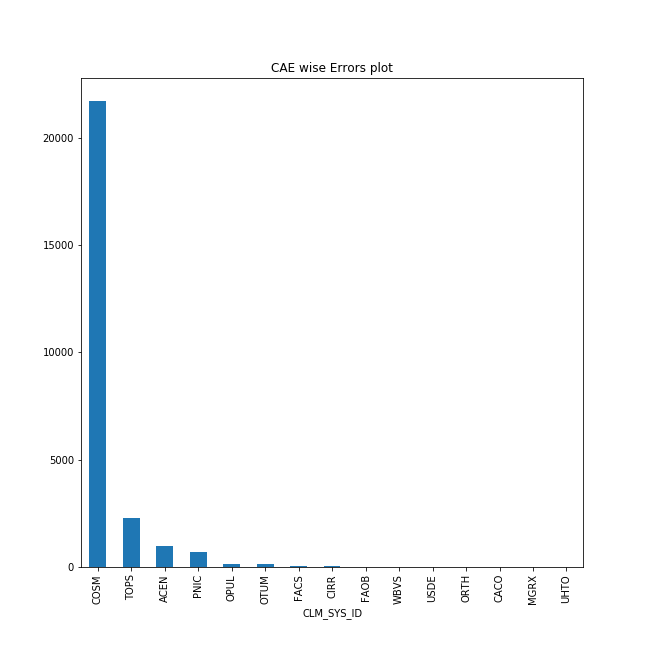 CAE wise Errors plot
20000
15000
10000
5000
0
COSM
TOPS
ACEN
PNIC
OPUL
OTUM
FACS
CIRR
FAOB
WBVS
USDE
ORTH
CACO
MGRX
UHTO
CLM_SYS_ID